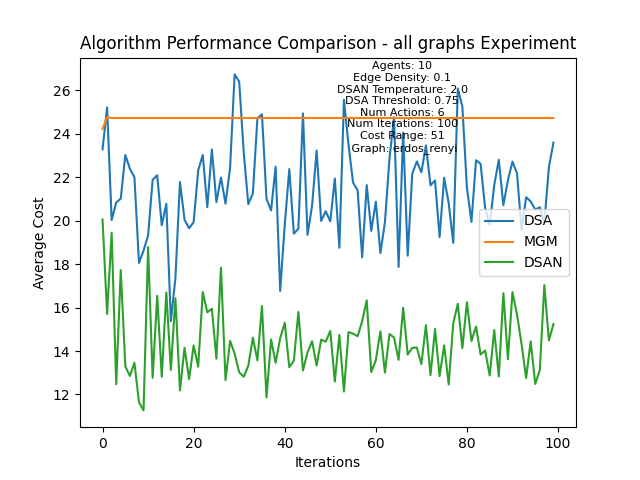 Algorithm Performance Comparison - all graphs Experiment
Agents: 10
Edge Density: 0.1
DSAN Temperature: 2.0
DSA Threshold: 0.75
Num Actions: 6
Num Iterations: 100
Cost Range: 51
Graph: erdos_renyi
26
24
22
20
18
16
14
12
Average Cost
DSA
MGM
DSAN
0 20 40 60 80 100
Iterations